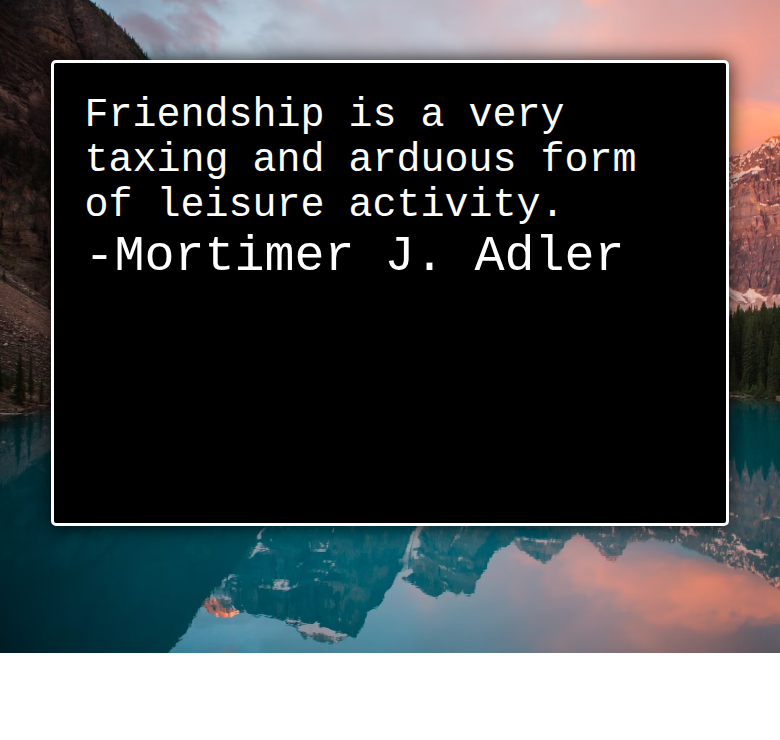 Friendship is a very
taxing and arduous form
of leisure activity.
-Mortimer J. Adler